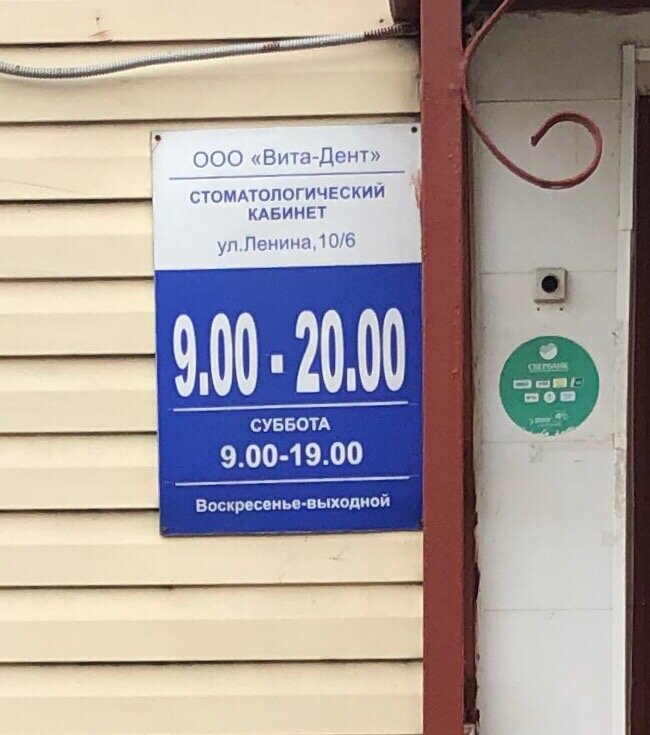 ООО «Вита-Дент»
СТОМАТОЛОГИЧЕСКИЙ
КАБИНЕТ
ул.Ленина,10/6
9.00 - 20.00
СУББОТА
9.00-19.00
Воскресенье-выходной
СБЕРБАНК